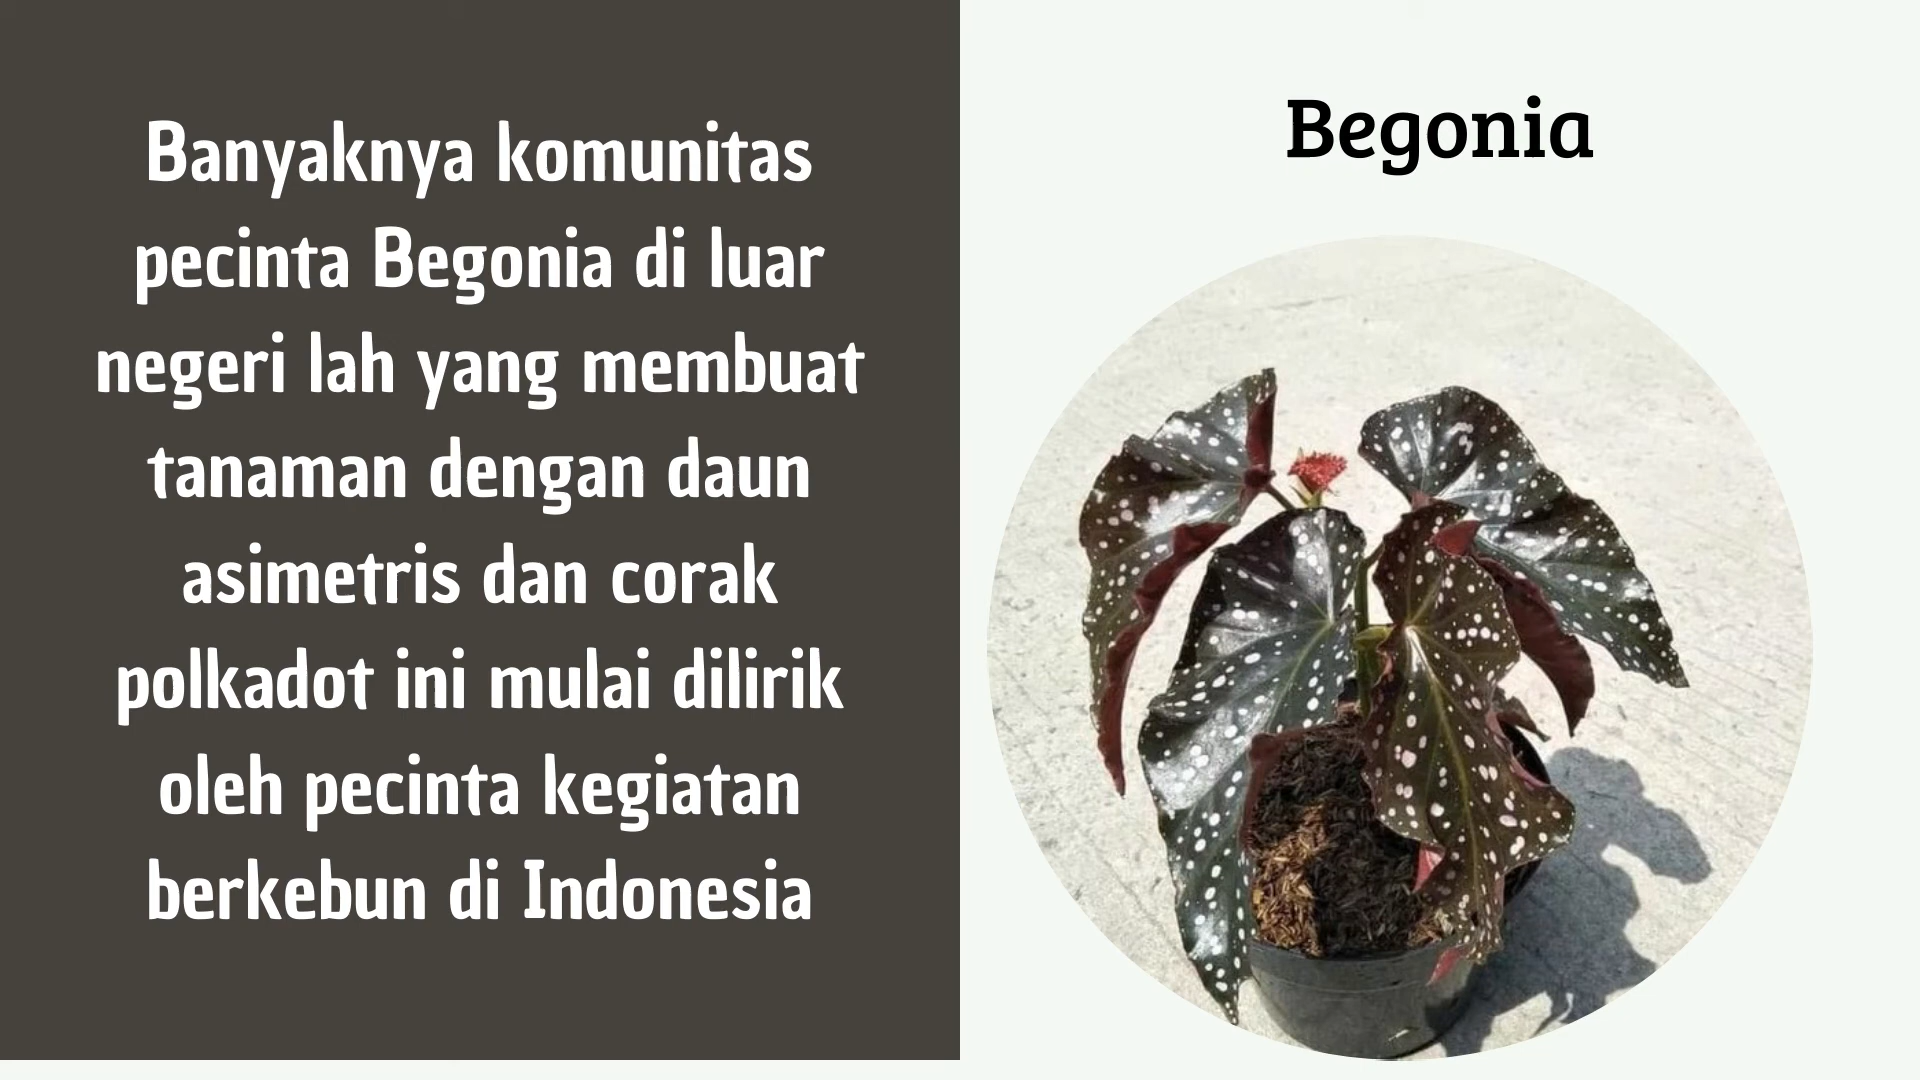 Banyaknya komunitas
pecinta Begonia di luar
negeri lah yang membuat
tanaman dengan daun
asimetris dan corak
polkadot ini mulai dilirik
oleh pecinta kegiatan
berkebun di Indonesia
Begonia